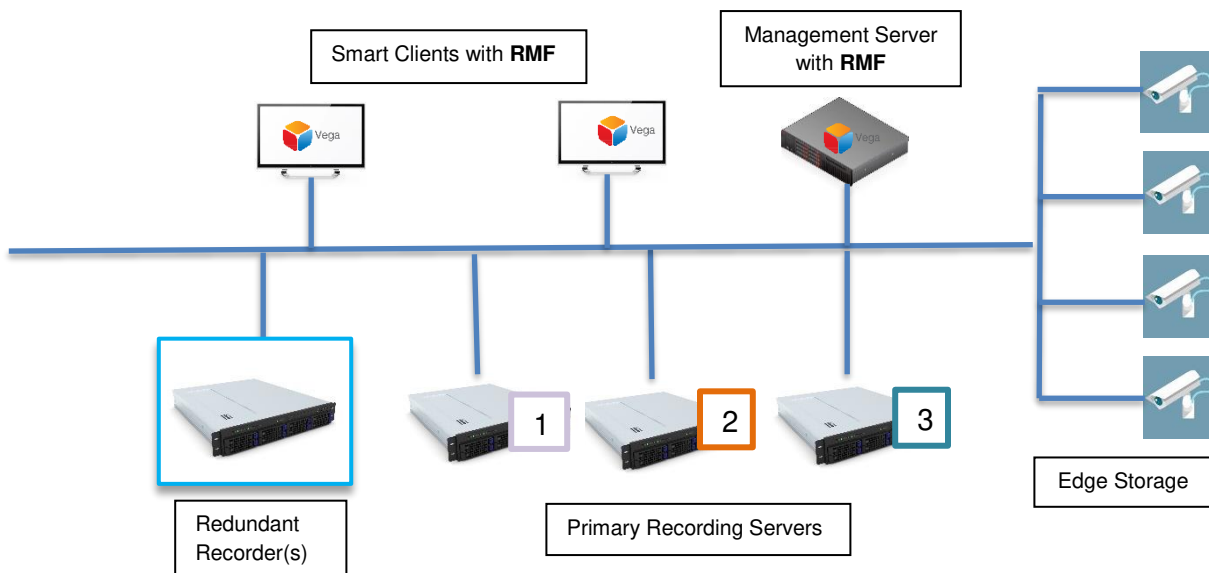 Smart Clients with RMF
Management Server
with RMF
Vega
Vega
Vega
1
2
3
Redundant
Recorder(s)
Primary Recording Servers
Edge Storage